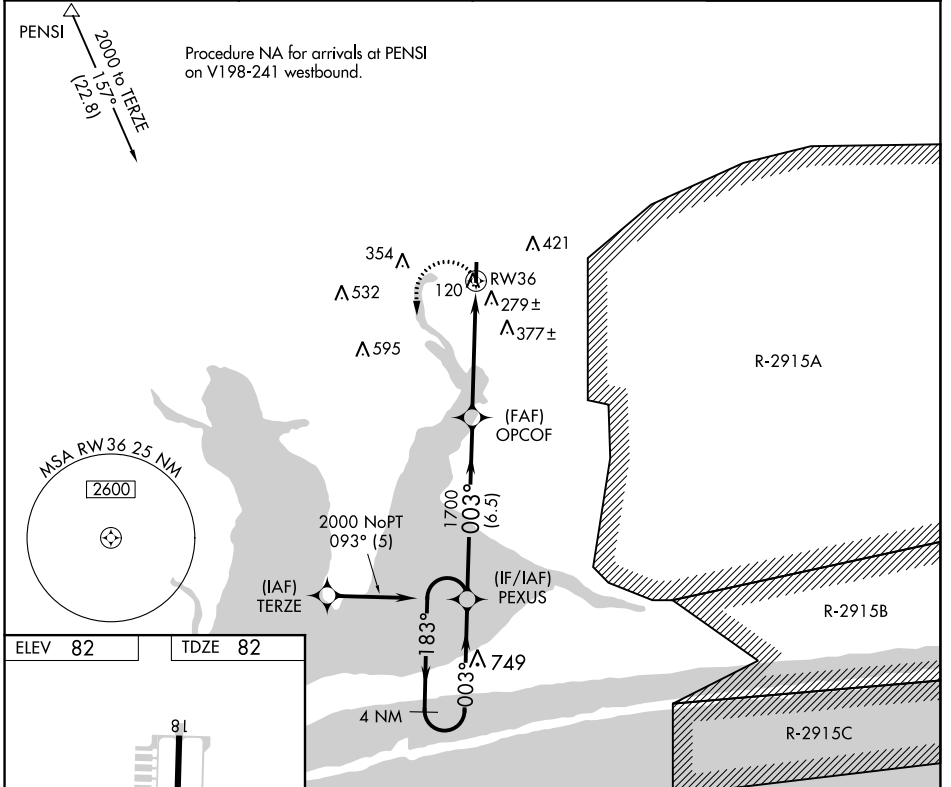 PENSI
2000 to TERZE
157°
(22.8)
Procedure NA for arrivals at PENSI
on V198-241 westbound.
421
354
120
RW36
532
279±
377±
595
R-2915A
(FAF)
OPCOF
MSA RW36 25 NM
2600
1700
003°
(6.5)
2000 NoPT
093° (5)
(IAF)
TERZE
(IF/IAF)
PEXUS
R-2915B
183°
003°
749
4 NM
R-2915C
ELEV 82
TDZE 82
18